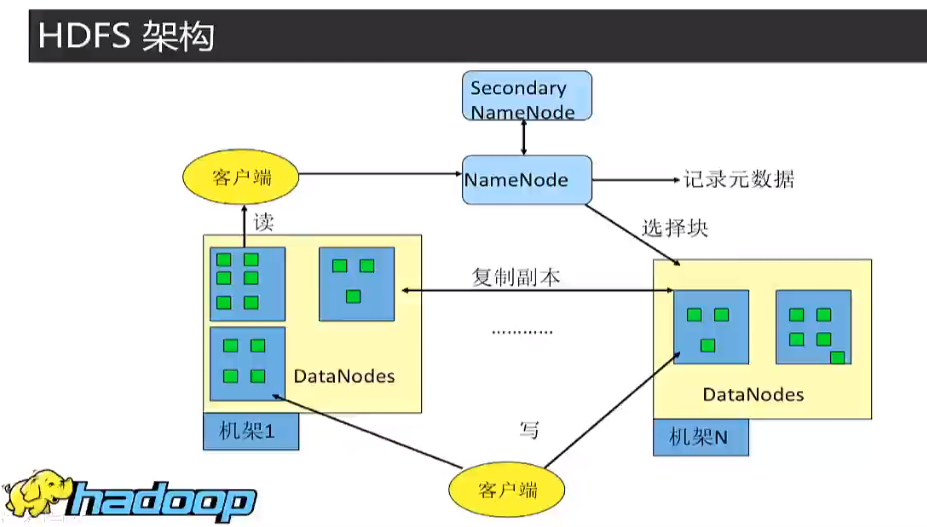 HDFS 架构
Secondary
NameNode
客户端
NameNode
记录元数据
读
选择块
复制副本
…………
DataNodes
DataNodes
机架1
写
机架N
客户端
hadoop